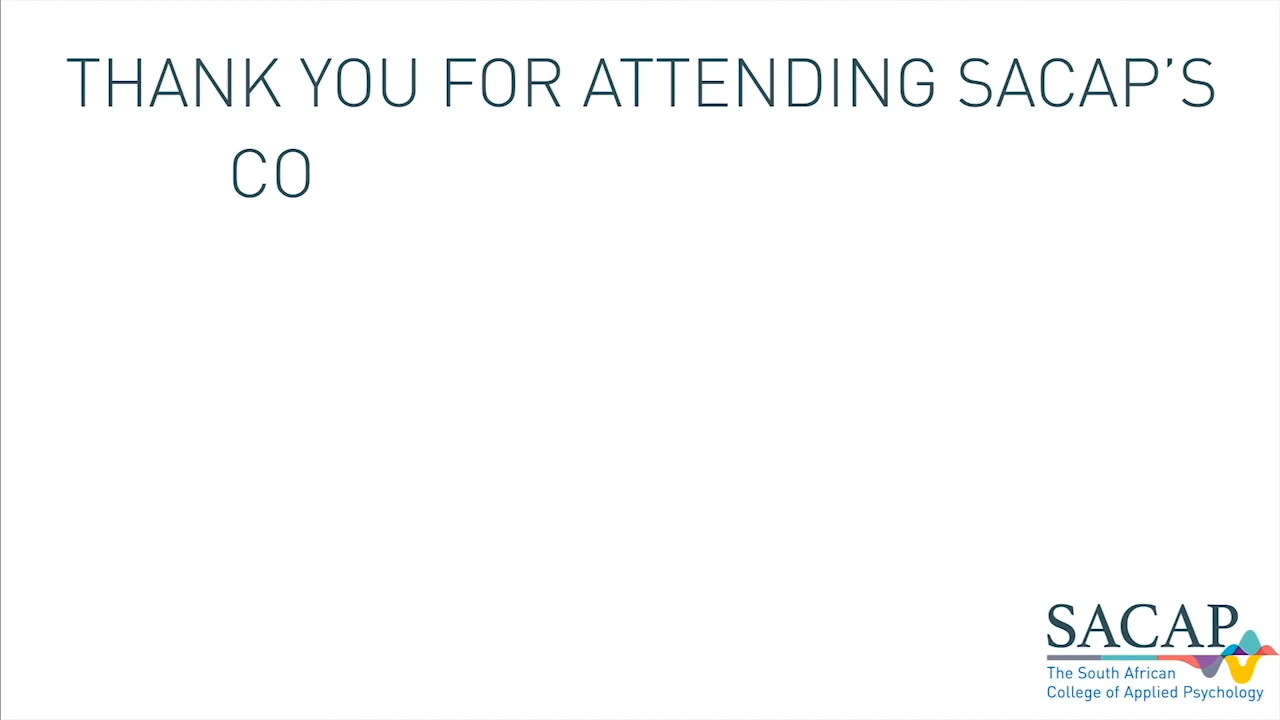 THANK YOU FOR ATTENDING SACAP’S
CO
SACAP
The South African
College of Applied Psychology